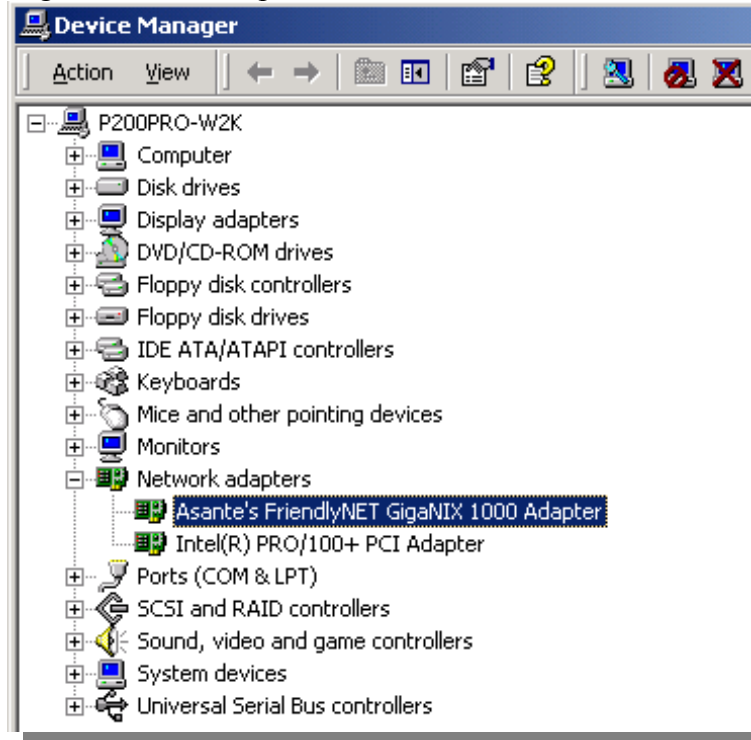 Device Manager
Action View
P200PRO-W2K
Computer
Disk drives
Display adapters
DVD/CD-ROM drives
Floppy disk controllers
Floppy disk drives
IDE ATA/ATAPI controllers
Keyboards
Mice and other pointing devices
Monitors
Network adapters
Asante's FriendlyNET GigaNIX 1000 Adapter
Intel(R) PRO/100+ PCI Adapter
Ports (COM & LPT)
SCSI and RAID controllers
Sound, video and game controllers
System devices
Universal Serial Bus controllers